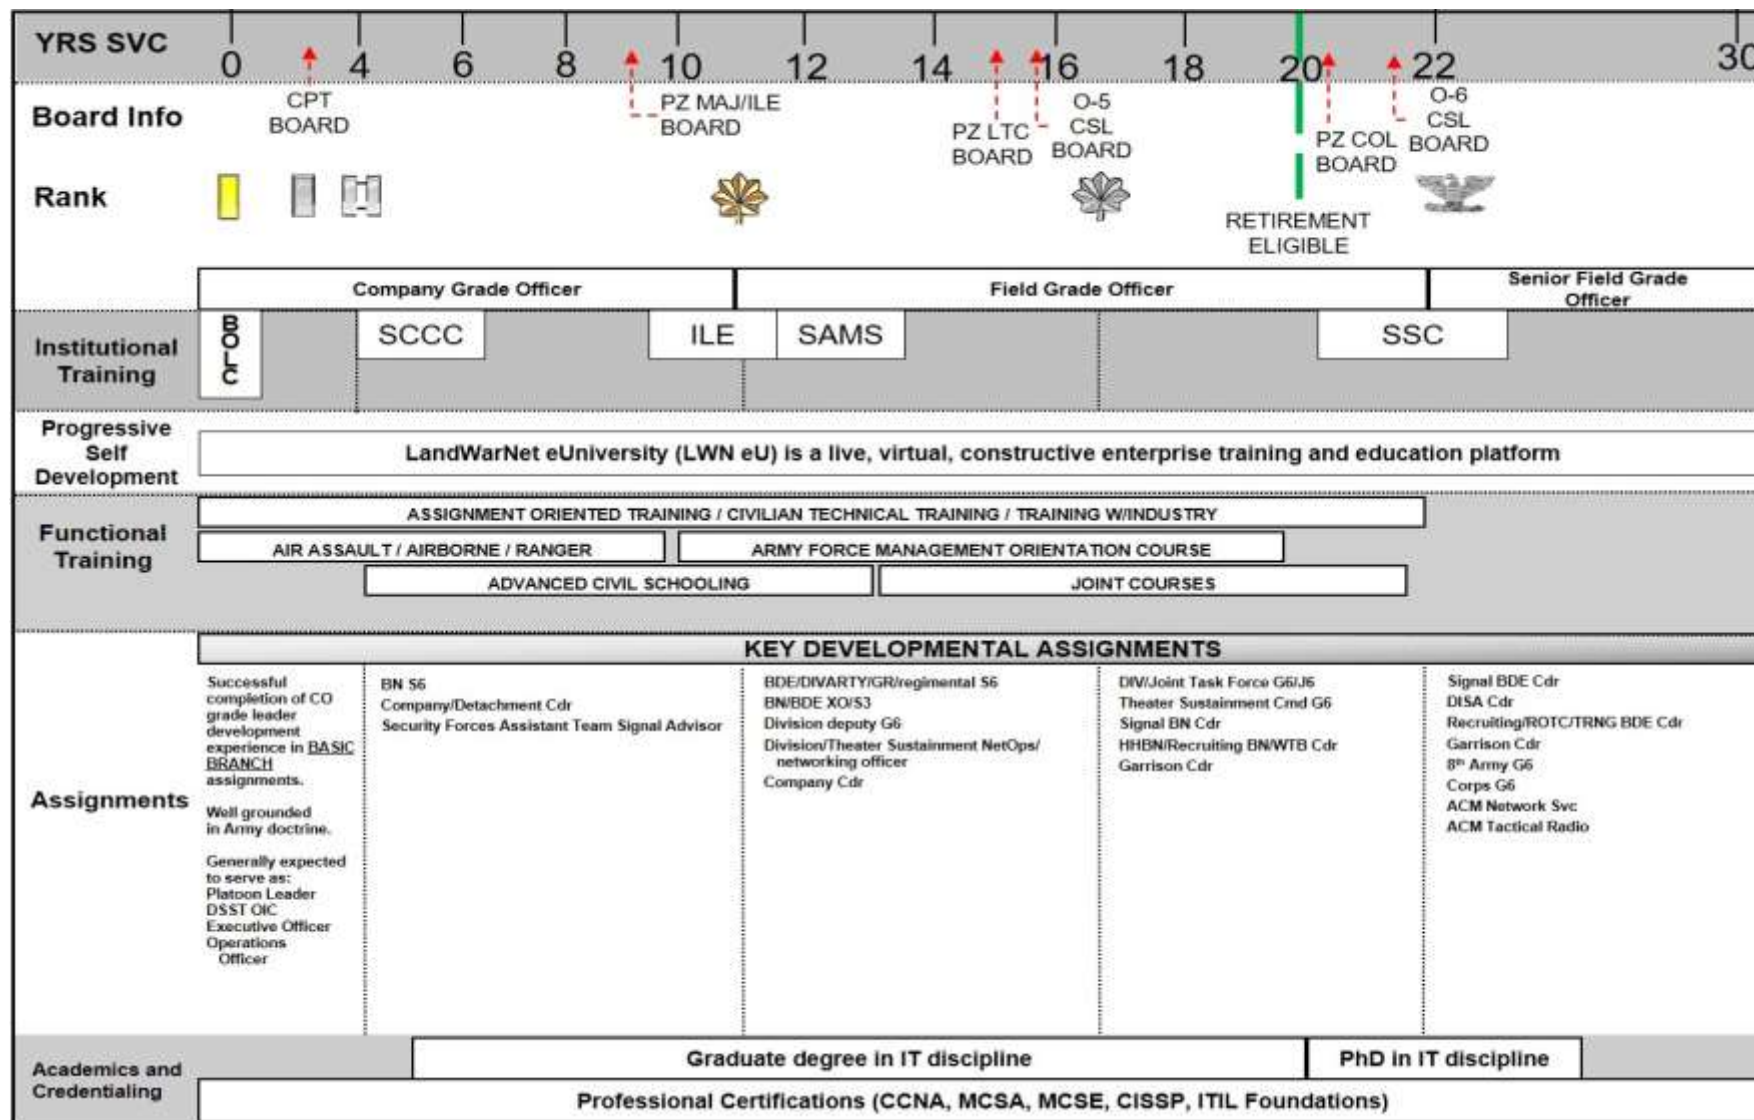 YRS SVC
0 4 6 8 10 12 14 16 18 20 22 30
Board Info
CPT
BOARD
PZ MAJ/ILE
BOARD
PZ LTC
BOARD
O-5
CSL
BOARD
PZ COL
BOARD
O-6
CSL
BOARD
Rank
RETIREMENT
ELIGIBLE
Company Grade Officer
Field Grade Officer
Senior Field Grade
Officer
Institutional
Training
BOLC
SCCC
ILE
SAMS
SSC
Progressive
Self
Development
LandWarNet eUniversity (LWN eU) is a live, virtual, constructive enterprise training and education platform
Functional
Training
ASSIGNMENT ORIENTED TRAINING / CIVILIAN TECHNICAL TRAINING / TRAINING W/INDUSTRY
AIR ASSAULT / AIRBORNE / RANGER
ARMY FORCE MANAGEMENT ORIENTATION COURSE
ADVANCED CIVIL SCHOOLING
JOINT COURSES
Assignments
KEY DEVELOPMENTAL ASSIGNMENTS
Successful
completion of CO
grade leader
development
experience in BASIC
BRANCH
assignments.
Well grounded
in Army doctrine.
Generally expected
to serve as:
Platoon Leader
DSST OIC
Executive Officer
Operations
Officer
BN S6
Company/Detachment Cdr
Security Forces Assistant Team Signal Advisor
BDE/DIVARTY/GR/regimental S6
BN/BDE XO/S3
Division deputy G6
Division/Theater Sustainment NetOps/
networking officer
Company Cdr
DIV/Joint Task Force G6/J6
Theater Sustainment Cmd G6
Signal BN Cdr
HHBN/Recruiting BN/WTB Cdr
Garrison Cdr
Signal BDE Cdr
DISA Cdr
Recruiting/ROTC/TRNG BDE Cdr
Garrison Cdr
8th Army G6
Corps G6
ACM Network Svc
ACM Tactical Radio
Academics and
Credentialing
Graduate degree in IT discipline
PhD in IT discipline
Professional Certifications (CCNA, MCSA, MCSE, CISSP, ITIL Foundations)